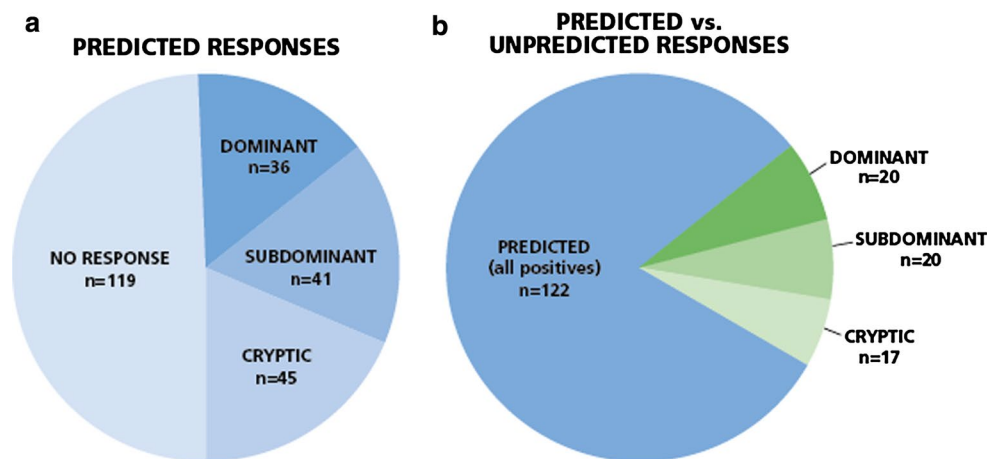 a
PREDICTED RESPONSES
DOMINANT
n=36
SUBDOMINANT
n=41
CRYPTIC
n=45
NO RESPONSE
n=119
b
PREDICTED vs.
UNPREDICTED RESPONSES
PREDICTED
(all positives)
n=122
DOMINANT
n=20
SUBDOMINANT
n=20
CRYPTIC
n=17